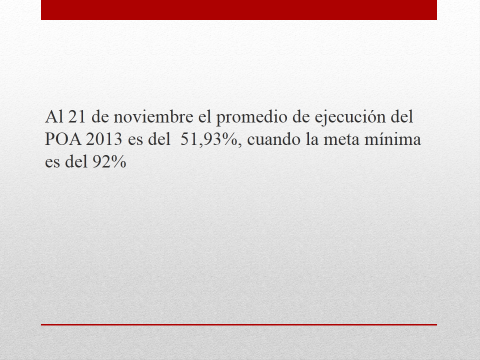 Al 21 de noviembre el promedio de ejecución del
POA 2013 es del  51,93%, cuando la meta mínima
es del 92%